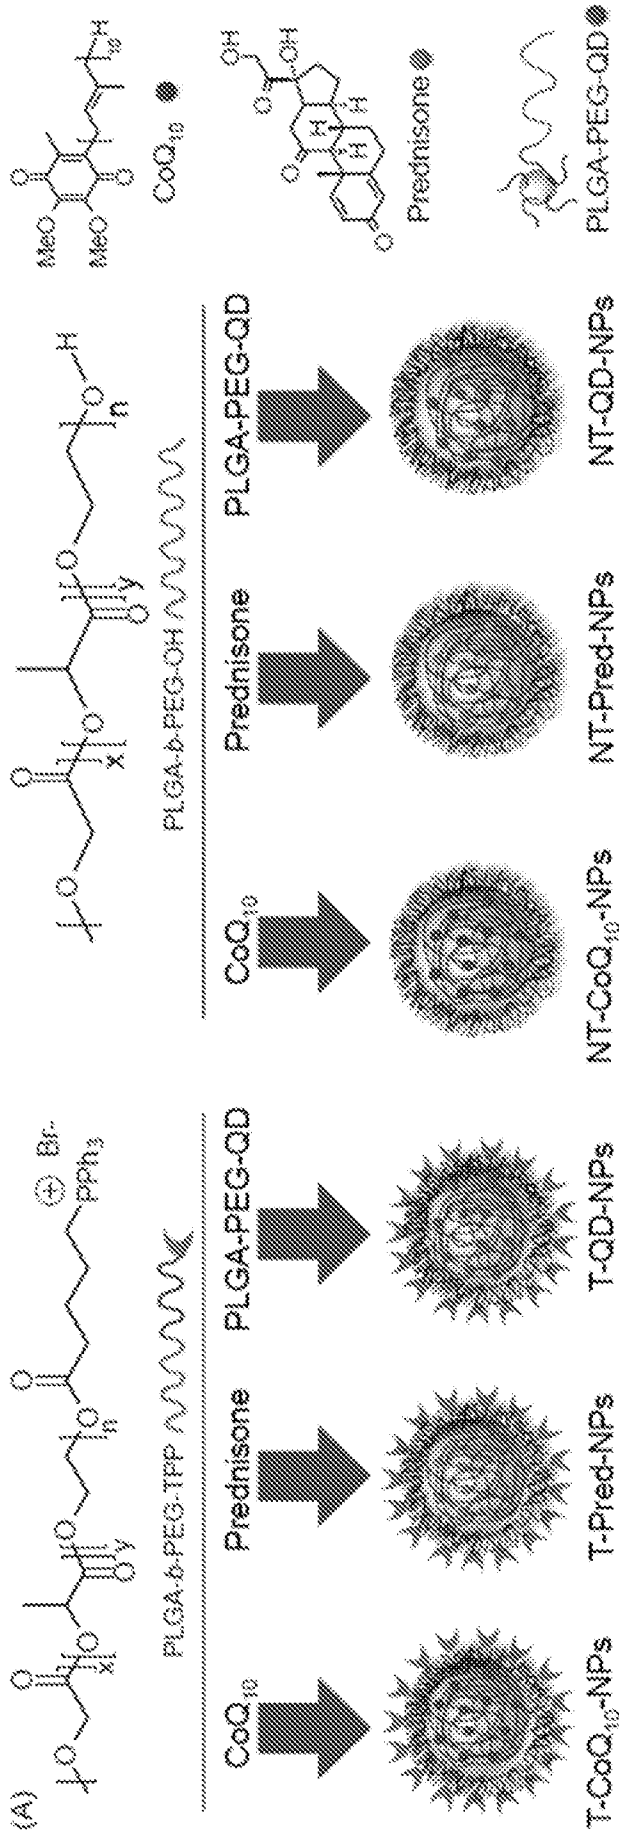 (A)
O
O
O
O
O
O
O
x
y
n
⊕ Br-
PPh3
PLGA-b-PEG-TPP
CoQ10
Prednisone
PLGA-PEG-QD
T-CoQ10-NPs
T-Pred-NPs
T-QD-NPs
O
O
O
O
O
O
H
x
y
n
PLGA-b-PEG-OH
CoQ10
Prednisone
PLGA-PEG-QD
NT-CoQ10-NPs
NT-Pred-NPs
NT-QD-NPs
O
MeO
MeO
O
H
10
CoQ10
O
O
O
OH
OH
H
H
H
Prednisone
PLGA-PEG-QD